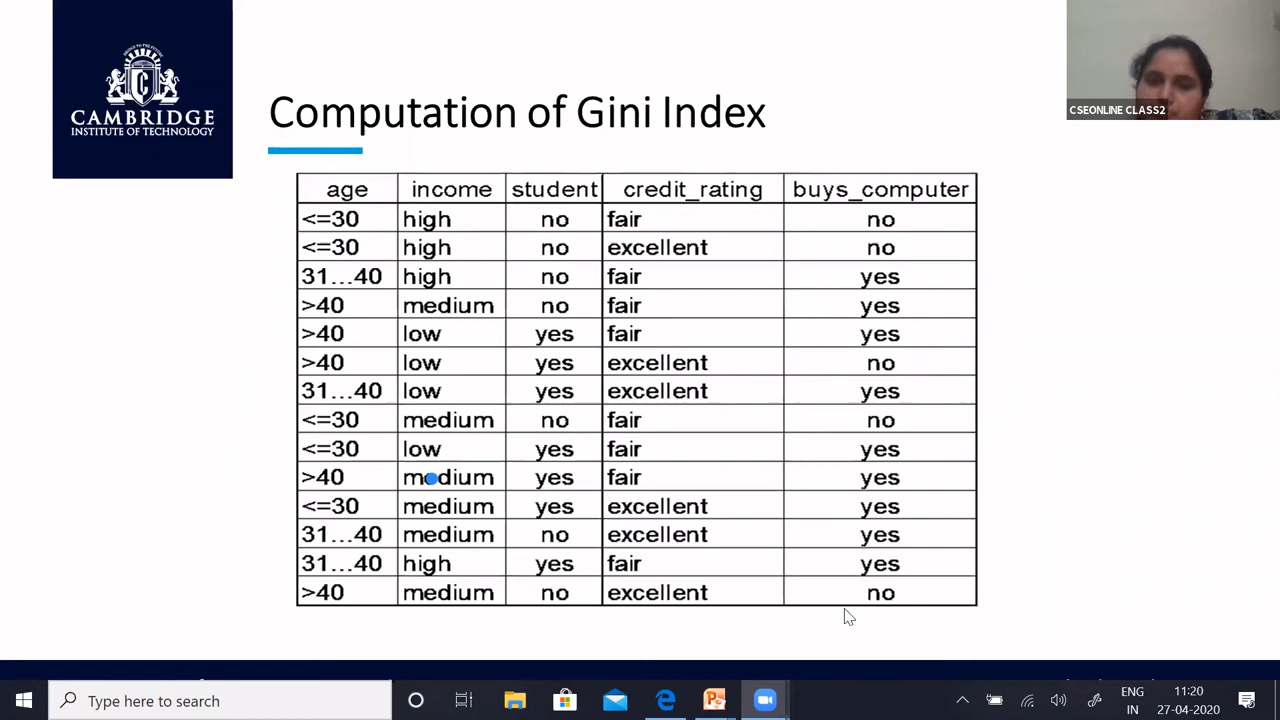 CAMBRIDGE
INSTITUTE OF TECHNOLOGY
Computation of Gini Index
CSEONLINE CLASS2
age income student credit_rating buys_computer
<=30 high no fair no
<=30 high no excellent no
31...40 high no fair yes
>40 medium no fair yes
>40 low yes fair yes
>40 low yes excellent no
31...40 low yes excellent yes
<=30 medium no fair no
<=30 low yes fair yes
>40 medium yes fair yes
<=30 medium yes excellent yes
31...40 medium no excellent yes
31...40 high yes fair yes
>40 medium no excellent no
Type here to search
ENG
IN
11:20
27-04-2020